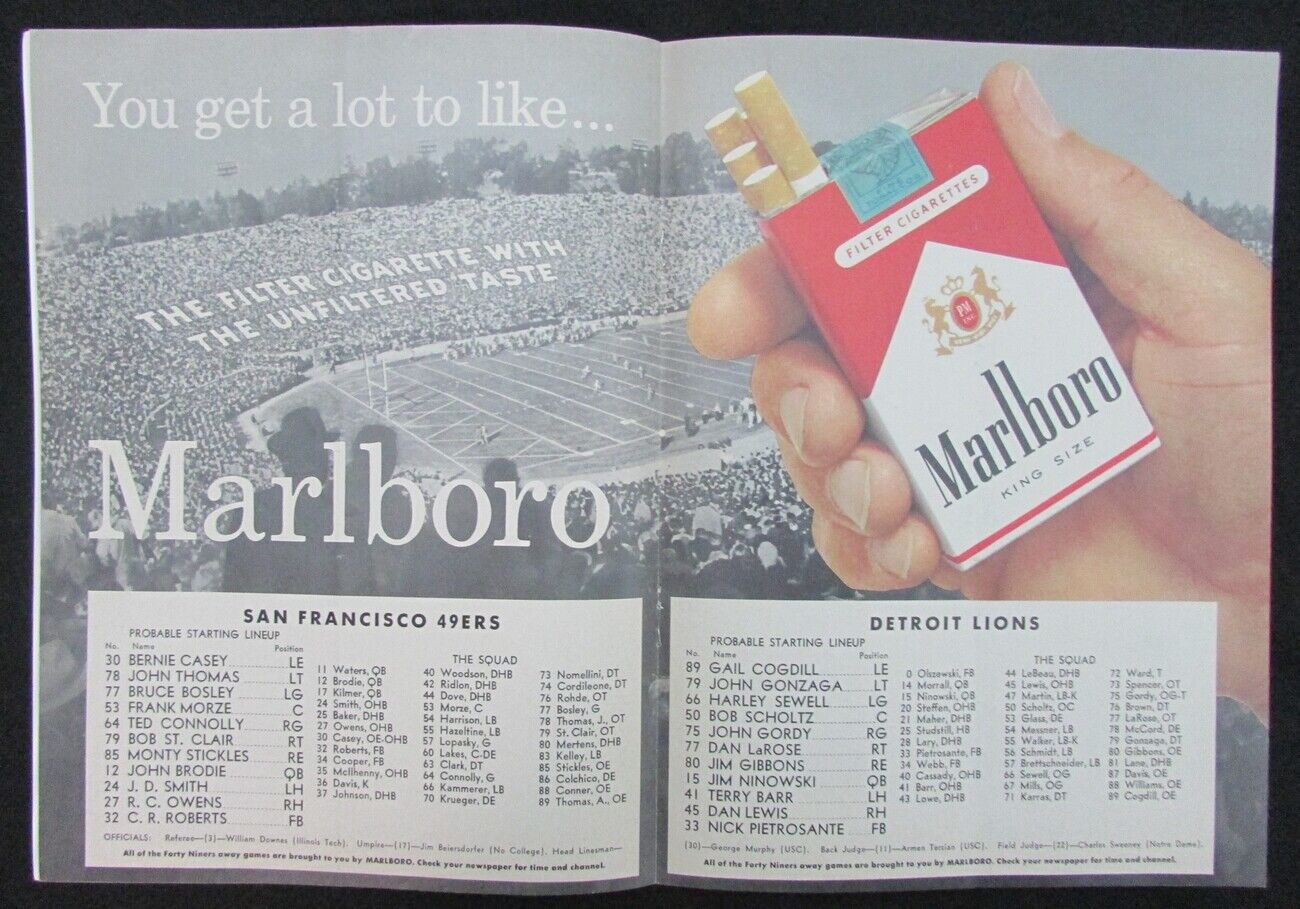 You get a lot to like...
THE FILTER CIGARETTE WITH
THE UNFILTERED TASTE
Marlboro
FILTER CIGARETTES
PM
INC.
Marlboro
KING SIZE
SAN FRANCISCO 49ERS
PROBABLE STARTING LINEUP
No. Name Position
30 BERNIE CASEY LE
78 JOHN THOMAS LT
77 BRUCE BOSLEY LG
53 FRANK MORZE C
64 TED CONNOLLY RG
79 BOB ST. CLAIR RT
85 MONTY STICKLES RE
12 JOHN BRODIE QB
24 J. D. SMITH LH
27 R. C. OWENS RH
32 C. R. ROBERTS FB
THE SQUAD
11 Waters, QB
12 Brodie, QB
17 Kilmer, QB
24 Smith, OHB
25 Baker, DHB
27 Owens, OHB
30 Casey, OE-OHB
32 Roberts, FB
34 Cooper, FB
35 McIlhenny, OHB
36 Davis, K
37 Johnson, DHB
40 Woodson, DHB
42 Ridlon, DHB
44 Dove, DHB
53 Morze, C
54 Harrison, LB
55 Hazeltine, LB
57 Lopasky, G
60 Lakes, C-DE
63 Clark, DT
64 Connolly, G
66 Kammerer, LB
70 Krueger, DE
73 Nomellini, DT
74 Cordileone, DT
76 Rohde, OT
77 Bosley, G
78 Thomas, J., OT
79 St. Clair, OT
80 Mertens, DHB
83 Kelley, LB
85 Stickles, OE
86 Colchico, DE
88 Conner, OE
89 Thomas, A., OE
OFFICIALS: Referee—(3)—William Downes (Illinois Tech). Umpire—(17)—Jim Beiersdorfer (No College). Head Linesman—
All of the Forty Niners away games are brought to you by MARLBORO. Check your newspaper for time and channel.
DETROIT LIONS
PROBABLE STARTING LINEUP
No. Name Position
89 GAIL COGDILL LE
79 JOHN GONZAGA LT
66 HARLEY SEWELL LG
50 BOB SCHOLTZ C
75 JOHN GORDY RG
77 DAN LaROSE RT
80 JIM GIBBONS RE
15 JIM NINOWSKI QB
41 TERRY BARR LH
45 DAN LEWIS RH
33 NICK PIETROSANTE FB
THE SQUAD
0 Olszewski, FB
14 Morrall, QB
15 Ninowski, QB
20 Steffen, OHB
21 Maher, DHB
25 Studstill, HB
28 Lary, DHB
33 Pietrosante, FB
34 Webb, FB
40 Cassady, OHB
41 Barr, OHB
43 Lowe, DHB
44 LeBeau, DHB
45 Lewis, OHB
47 Martin, LB-K
50 Scholtz, OC
53 Glass, DE
54 Messner, LB
55 Walker, LB-K
56 Schmidt, LB
57 Brettschneider, LB
66 Sewell, OG
67 Mills, OG
71 Karras, DT
72 Ward, T
73 Spencer, OT
75 Gordy, OG-T
76 Brown, DT
77 LaRose, OT
78 McCord, DE
79 Gonzaga, DT
80 Gibbons, OE
81 Lane, DHB
87 Davis, OE
88 Williams, OE
89 Cogdill, OE
(30)—George Murphy (USC). Back Judge—(11)—Armen Terzian (USC). Field Judge—(22)—Charles Sweeney (Notre Dame).
All of the Forty Niners away games are brought to you by MARLBORO. Check your newspaper for time and channel.